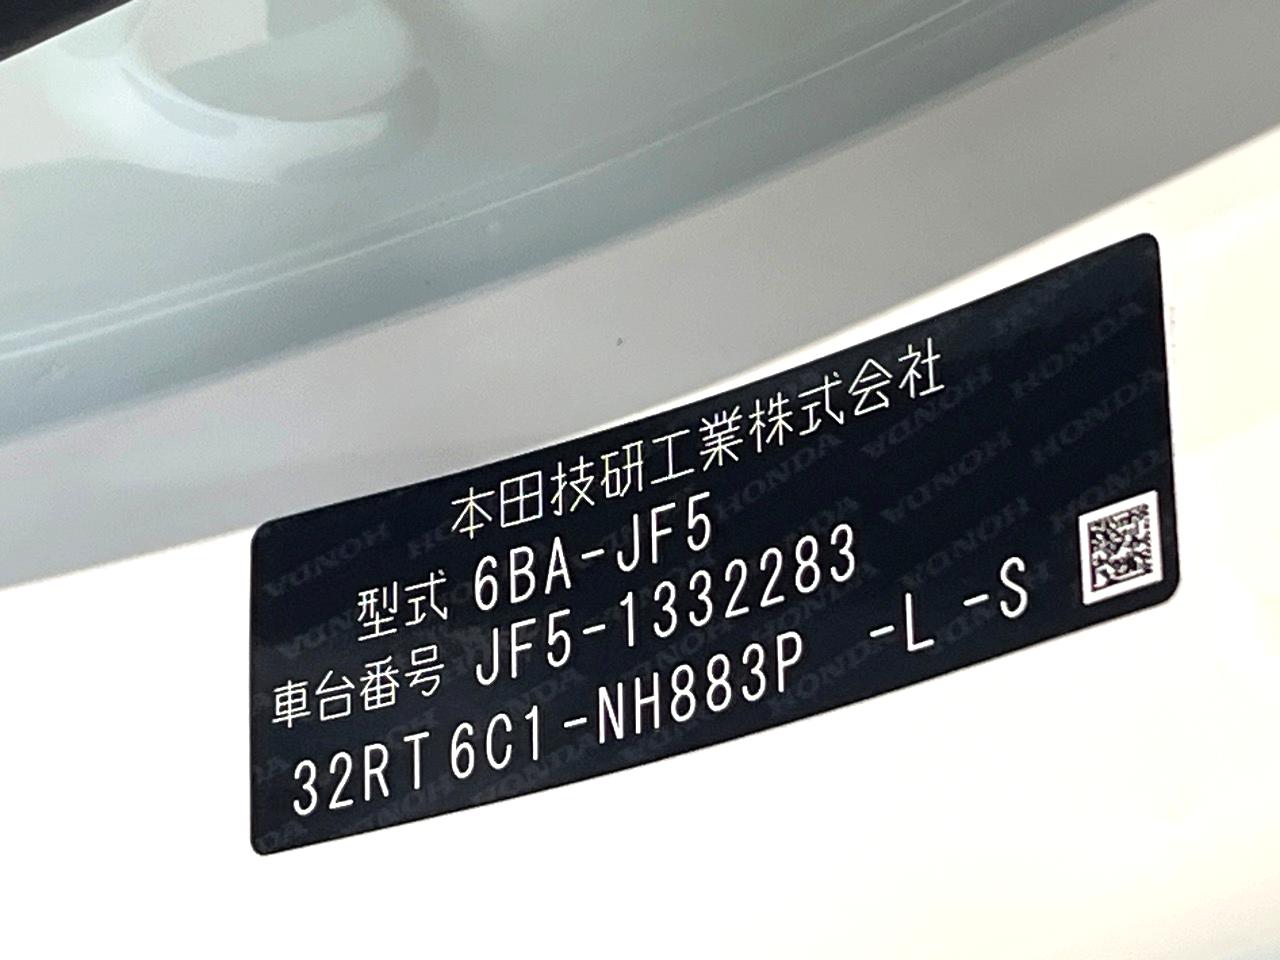 本田技研工業株式会社
型式 6BA-JF5
車台番号 JF5-1332283
32RT6C1-NH883P -L -S